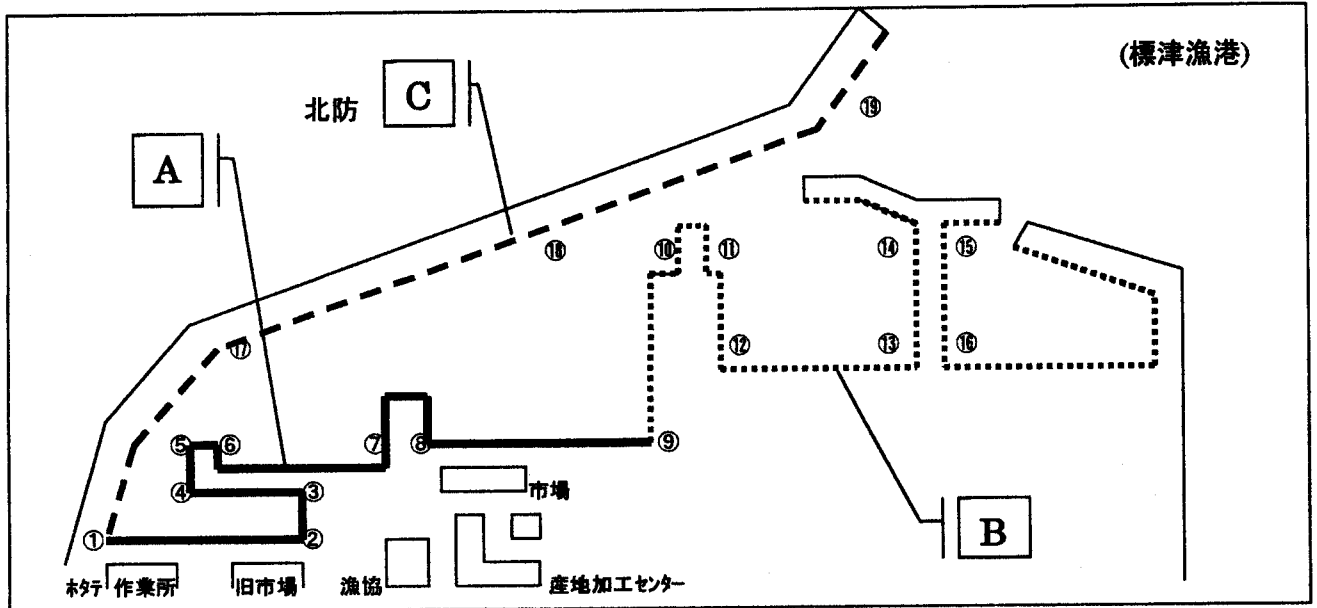 (標津漁港)
北防
C
A
⑲
⑱
⑩
⑪
⑭
⑮
⑰
⑫
⑬
⑯
⑤
⑥
⑦
⑧
⑨
④
③
市場
①
②
B
ホタテ 作業所
旧市場
漁協
産地加工センター